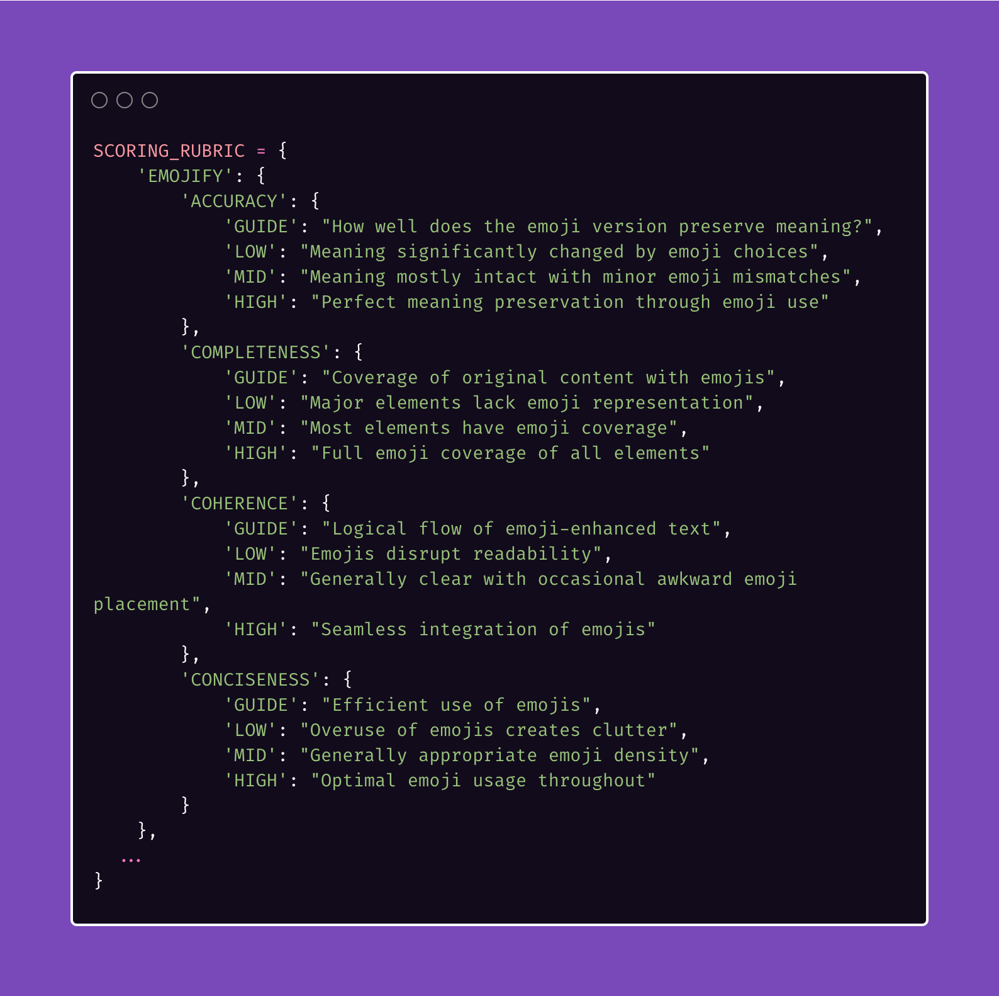 SCORING_RUBRIC = {
    'EMOJIFY': {
        'ACCURACY': {
            'GUIDE': "How well does the emoji version preserve meaning?",
            'LOW': "Meaning significantly changed by emoji choices",
            'MID': "Meaning mostly intact with minor emoji mismatches",
            'HIGH': "Perfect meaning preservation through emoji use"
        },
        'COMPLETENESS': {
            'GUIDE': "Coverage of original content with emojis",
            'LOW': "Major elements lack emoji representation",
            'MID': "Most elements have emoji coverage",
            'HIGH': "Full emoji coverage of all elements"
        },
        'COHERENCE': {
            'GUIDE': "Logical flow of emoji-enhanced text",
            'LOW': "Emojis disrupt readability",
            'MID': "Generally clear with occasional awkward emoji
placement",
            'HIGH': "Seamless integration of emojis"
        },
        'CONCISENESS': {
            'GUIDE': "Efficient use of emojis",
            'LOW': "Overuse of emojis creates clutter",
            'MID': "Generally appropriate emoji density",
            'HIGH': "Optimal emoji usage throughout"
        }
    },
  ...
}